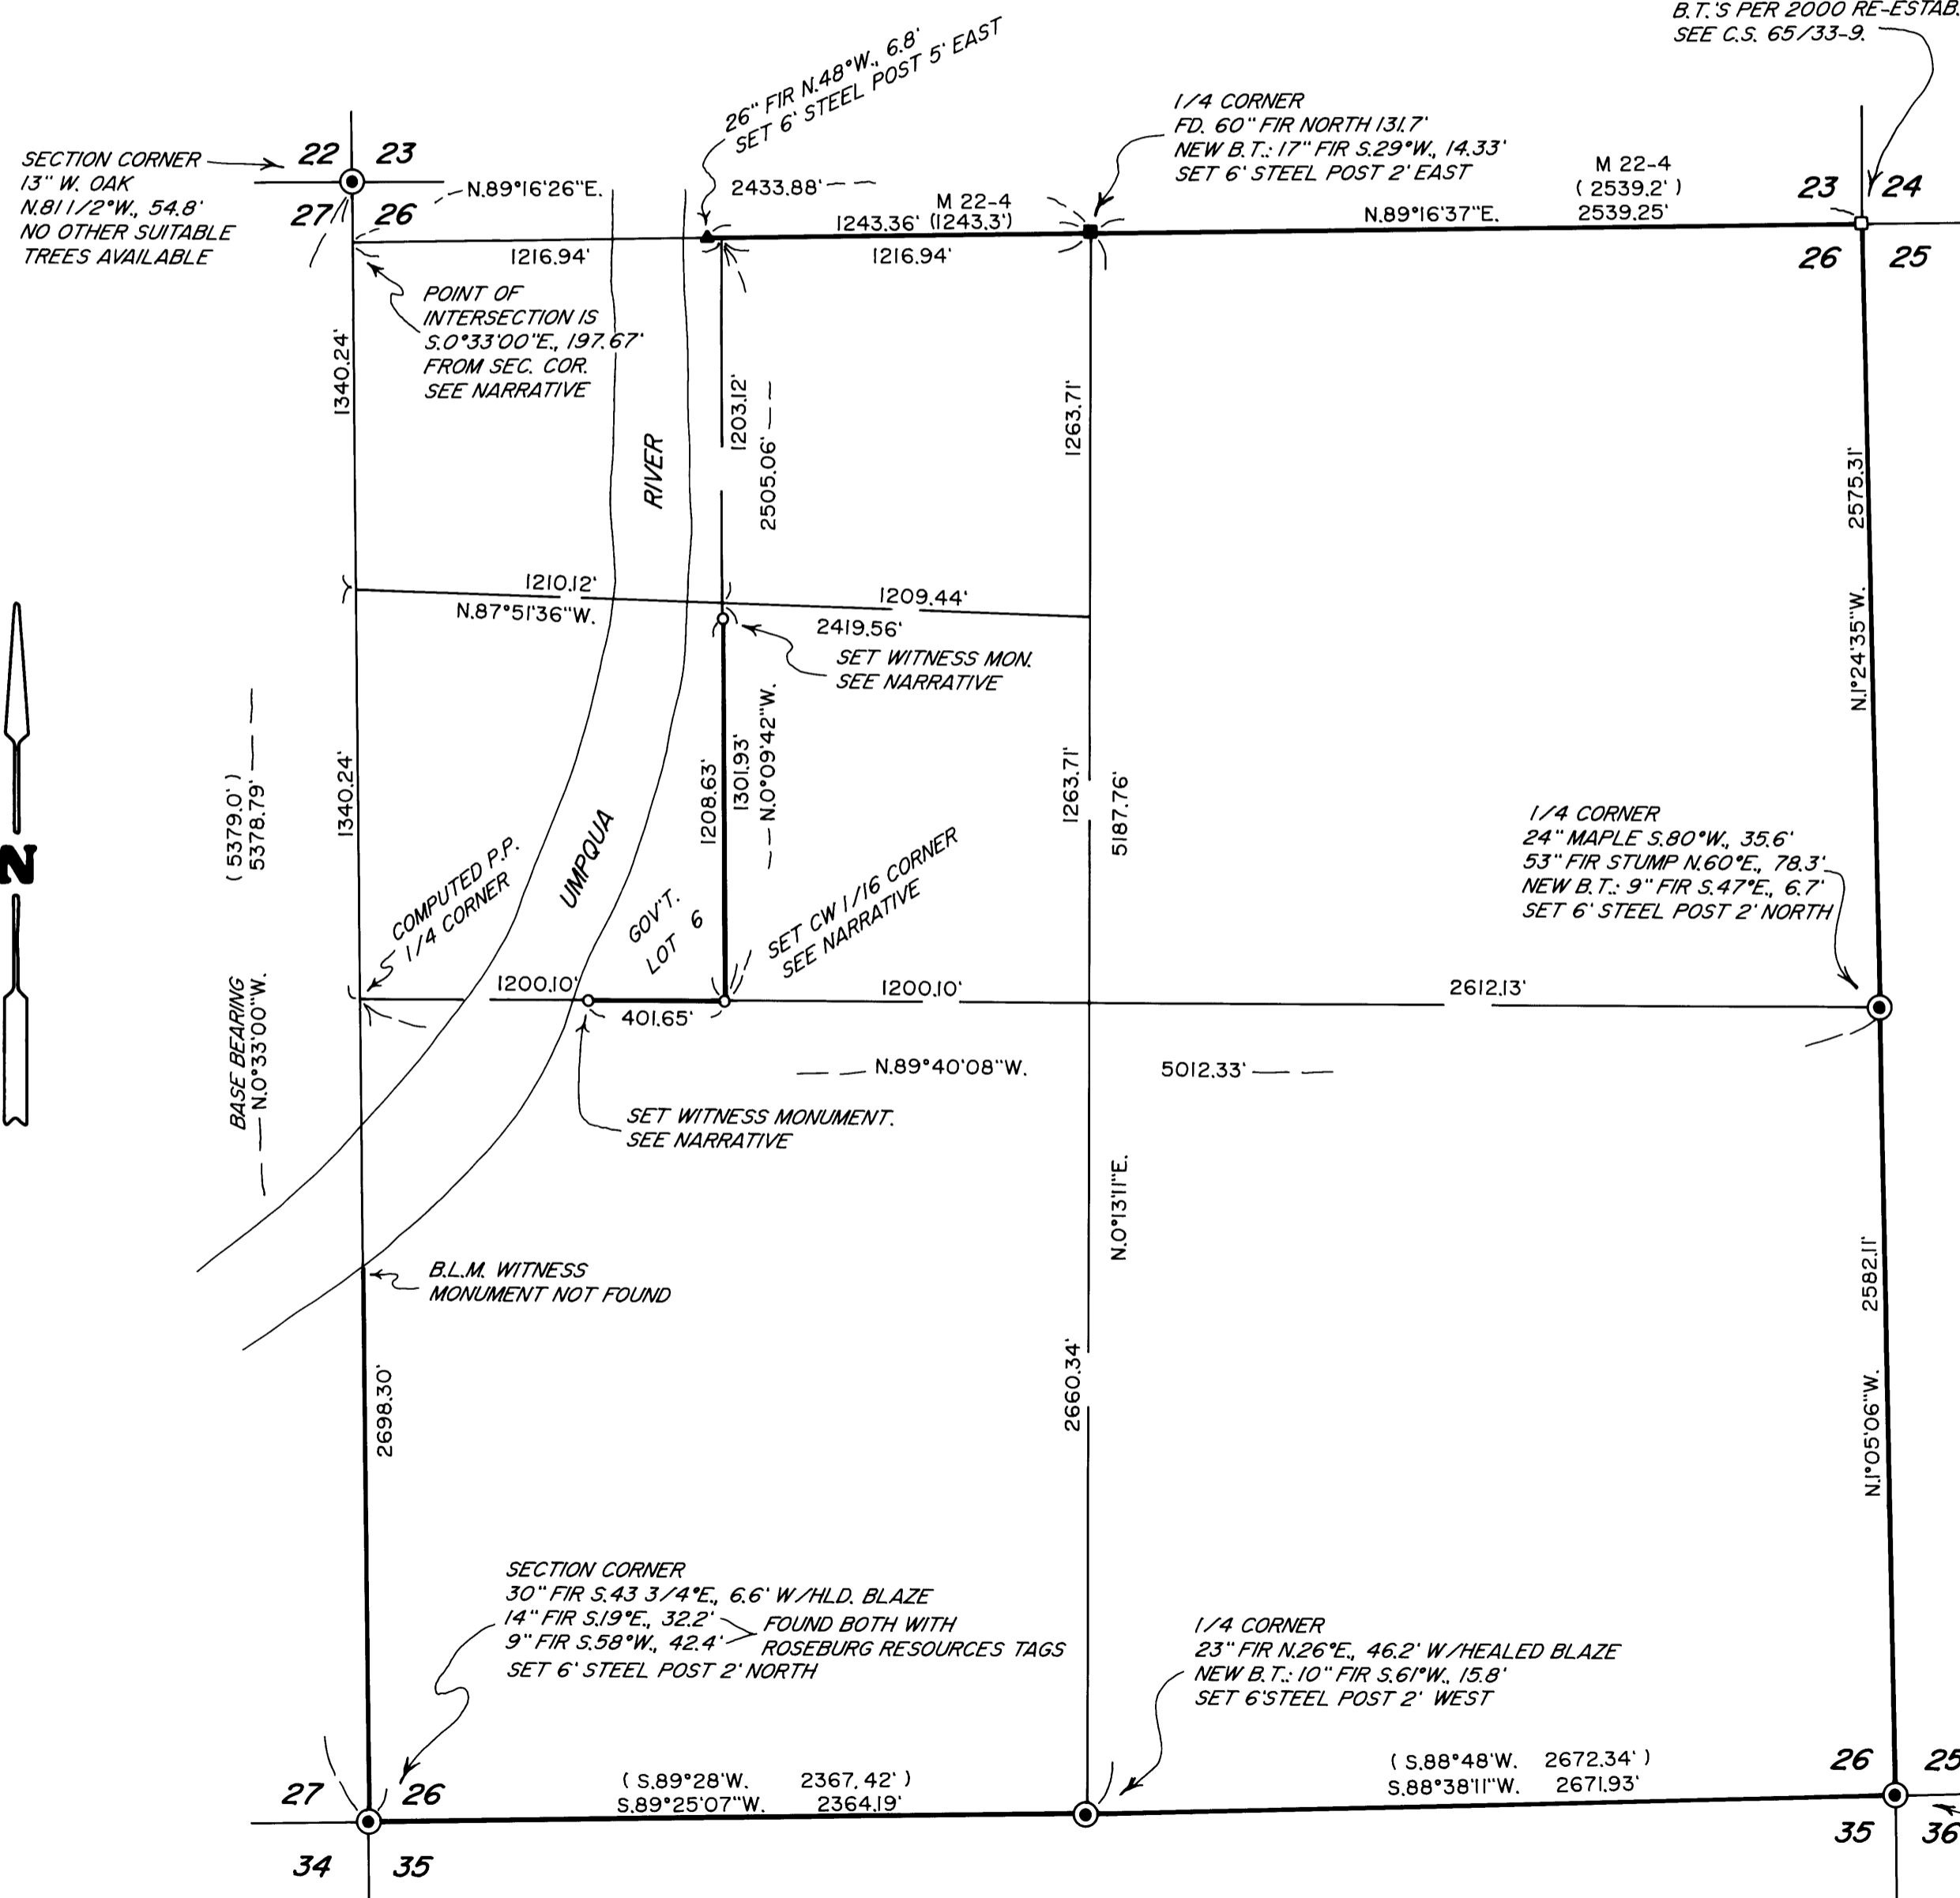 B.T.'S PER 2000 RE-ESTAB.
SEE C.S. 65/33-9.
26" FIR N.48°W., 6.8'
SET 6' STEEL POST 5' EAST
1/4 CORNER
FD. 60" FIR NORTH 131.7'
NEW B.T.: 17" FIR S.29°W., 14.33'
SET 6' STEEL POST 2' EAST
SECTION CORNER
13" W. OAK
N.81 1/2°W., 54.8'
NO OTHER SUITABLE
TREES AVAILABLE
22 23
27 26
N.89°16'26"E.
2433.88'
M 22-4
1243.36' (1243.3')
1216.94'
1216.94'
M 22-4
( 2539.2' )
N.89°16'37"E. 2539.25'
23 24
26 25
POINT OF
INTERSECTION IS
S.0°33'00"E., 197.67'
FROM SEC. COR.
SEE NARRATIVE
1340.24'
RIVER
1203.12'
2505.06'
1263.71'
2575.31'
N.1°24'35"W.
1210.12'
N.87°51'36"W.
1209.44'
2419.56'
SET WITNESS MON.
SEE NARRATIVE
N
( 5379.0' )
5378.79'
1340.24'
1208.63'
1301.93'
N.0°09'42"W.
1263.71'
5187.76'
COMPUTED P.P.
1/4 CORNER
UMPQUA
GOV'T.
LOT 6
SET CW 1/16 CORNER
SEE NARRATIVE
1/4 CORNER
24" MAPLE S.80°W., 35.6'
53" FIR STUMP N.60°E., 78.3'
NEW B.T.: 9" FIR S.47°E., 6.7'
SET 6' STEEL POST 2' NORTH
1200.10'
401.65'
1200.10'
2612.13'
N.89°40'08"W. 5012.33'
BASE BEARING
N.0°33'00"W.
SET WITNESS MONUMENT.
SEE NARRATIVE
N.0°13'11"E.
B.L.M. WITNESS
MONUMENT NOT FOUND
2582.11'
N.1°05'06"W.
2698.30'
2660.34'
SECTION CORNER
30" FIR S.43 3/4°E., 6.6' W/HLD. BLAZE
14" FIR S.19°E., 32.2'
9" FIR S.58°W., 42.4'
FOUND BOTH WITH
ROSEBURG RESOURCES TAGS
SET 6' STEEL POST 2' NORTH
1/4 CORNER
23" FIR N.26°E., 46.2' W/HEALED BLAZE
NEW B.T.: 10" FIR S.61°W., 15.8'
SET 6'STEEL POST 2' WEST
27 26
( S.89°28'W. 2367.42' )
S.89°25'07"W. 2364.19'
( S.88°48'W. 2672.34' )
S.88°38'11"W. 2671.93'
26 25
34 35
35 36